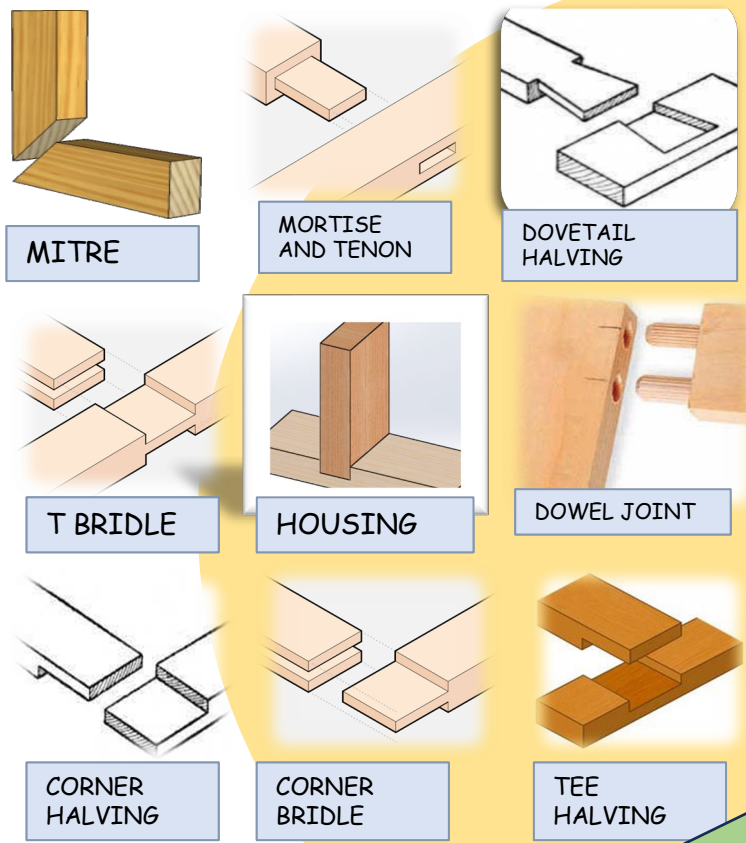 MITRE
MORTISE
AND TENON
DOVETAIL
HALVING
T BRIDLE
HOUSING
DOWEL JOINT
CORNER
HALVING
CORNER
BRIDLE
TEE
HALVING